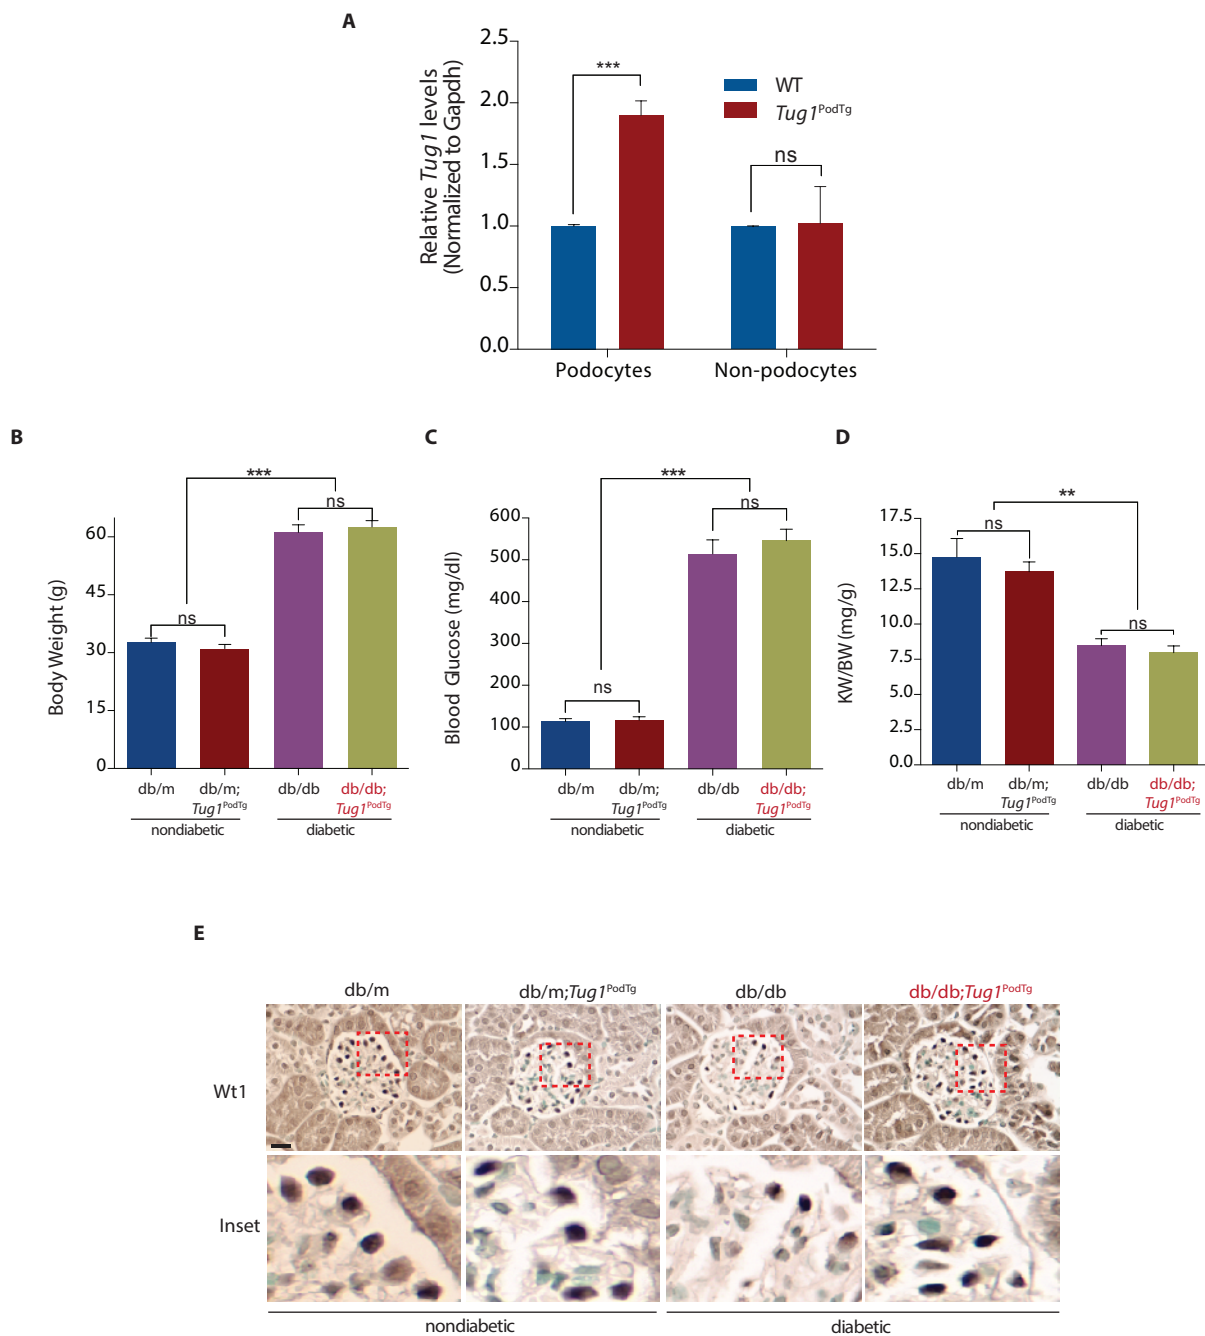 A
Relative Tug1 levels
(Normalized to Gapdh)
2.5
2.0
1.5
1.0
0.5
0.0
***
ns
WT
Tug1PodTg
Podocytes
Non-podocytes
B
Body Weight (g)
60
45
30
15
0
***
ns
ns
db/m
db/m;
Tug1PodTg
db/db
db/db;
Tug1PodTg
nondiabetic
diabetic
C
Blood Glucose (mg/dl)
600
500
400
300
200
100
0
***
ns
ns
db/m
db/m;
Tug1PodTg
db/db
db/db;
Tug1PodTg
nondiabetic
diabetic
D
KW/BW (mg/g)
17.5
15.0
12.5
10.0
7.5
5.0
2.5
0.0
**
ns
ns
db/m
db/m;
Tug1PodTg
db/db
db/db;
Tug1PodTg
nondiabetic
diabetic
E
db/m
db/m;Tug1PodTg
db/db
db/db;Tug1PodTg
Wt1
Inset
nondiabetic
diabetic